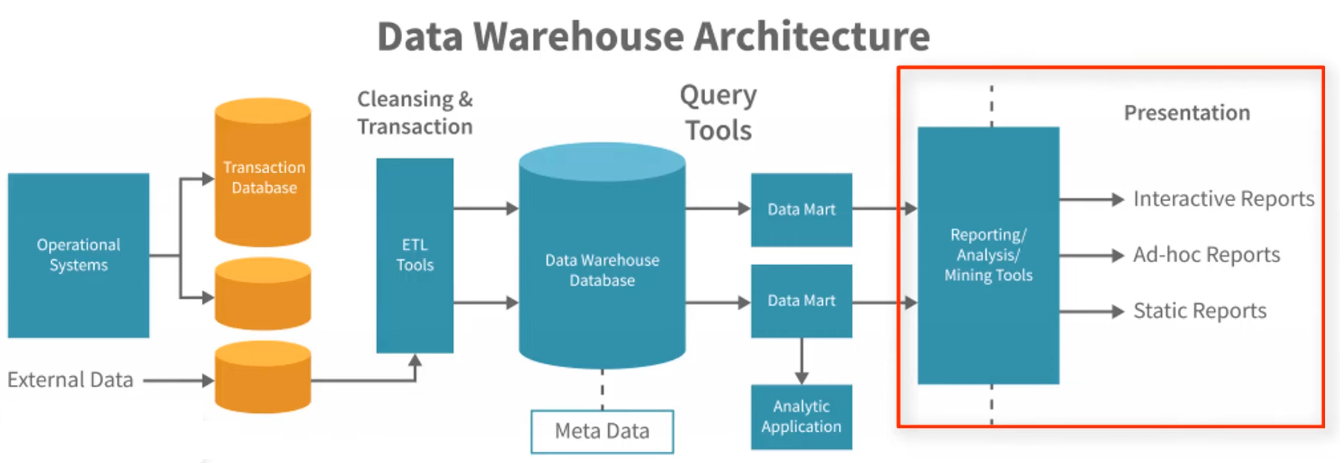 Data Warehouse Architecture
Cleansing &
Transaction
Query
Tools
Presentation
Transaction
Database
Operational
Systems
ETL
Tools
Data Warehouse
Database
Data Mart
Data Mart
Reporting/
Analysis/
Mining Tools
Interactive Reports
Ad-hoc Reports
Static Reports
External Data
Meta Data
Analytic
Application